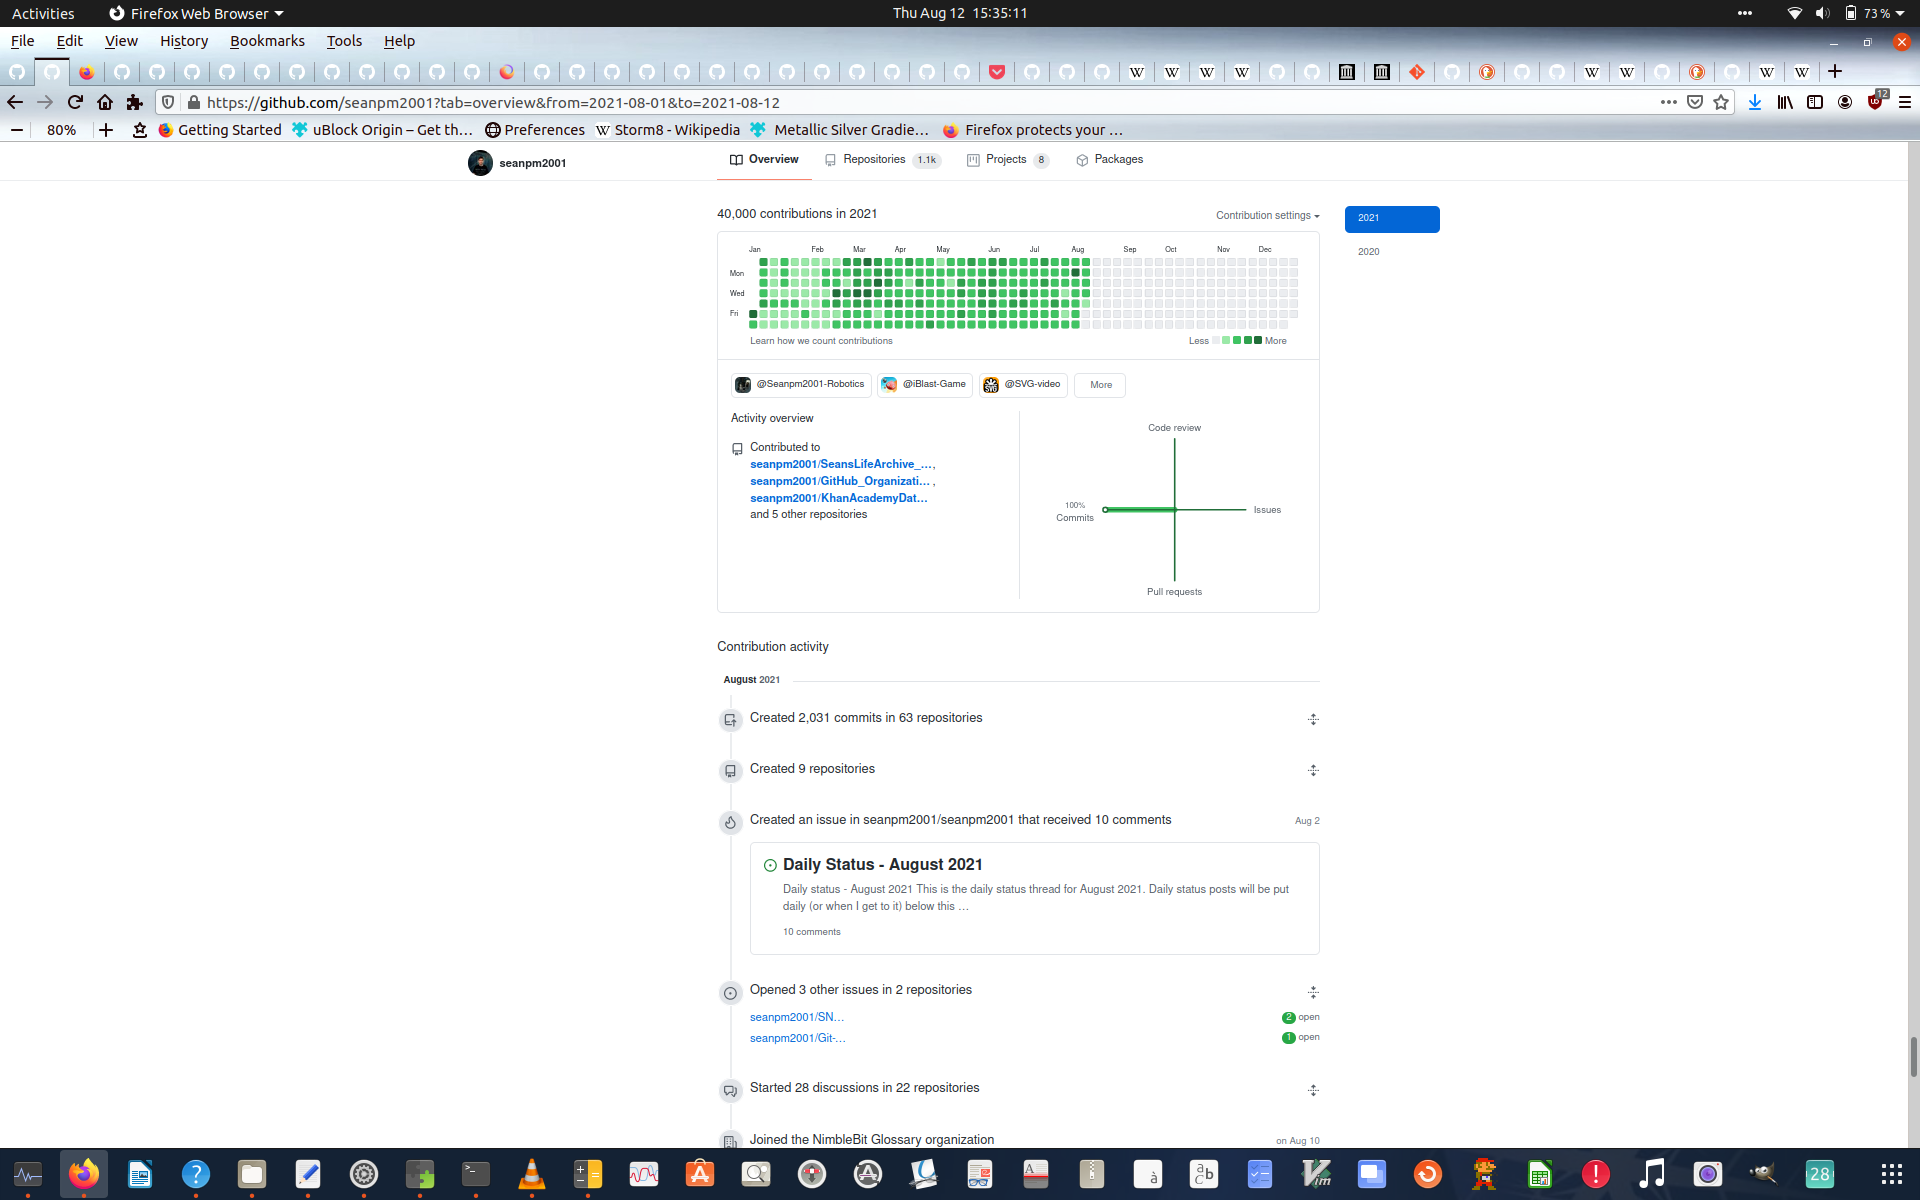 Activities Firefox Web Browser Thu Aug 12 15:35:11 73 %
File Edit View History Bookmarks Tools Help
https://github.com/seanpm2001?tab=overview&from=2021-08-01&to=2021-08-12 12
80% Getting Started uBlock Origin – Get th… Preferences Storm8 - Wikipedia Metallic Silver Gradie… Firefox protects your …
seanpm2001 Overview Repositories 1.1k Projects 8 Packages
40,000 contributions in 2021 Contribution settings 2021
2020
Jan Feb Mar Apr May Jun Jul Aug Sep Oct Nov Dec
Mon
Wed
Fri
Learn how we count contributions Less More
@Seanpm2001-Robotics @iBlast-Game @SVG-video More
Activity overview
Contributed to
seanpm2001/SeansLifeArchive_…,
seanpm2001/GitHub_Organizati… ,
seanpm2001/KhanAcademyDat…
and 5 other repositories
Code review
100%
Commits
Issues
Pull requests
Contribution activity
August 2021
Created 2,031 commits in 63 repositories
Created 9 repositories
Created an issue in seanpm2001/seanpm2001 that received 10 comments Aug 2
Daily Status - August 2021
Daily status - August 2021 This is the daily status thread for August 2021. Daily status posts will be put
daily (or when I get to it) below this …
10 comments
Opened 3 other issues in 2 repositories
seanpm2001/SN… 2 open
seanpm2001/Git-… 1 open
Started 28 discussions in 22 repositories
Joined the NimbleBit Glossary organization on Aug 10
28